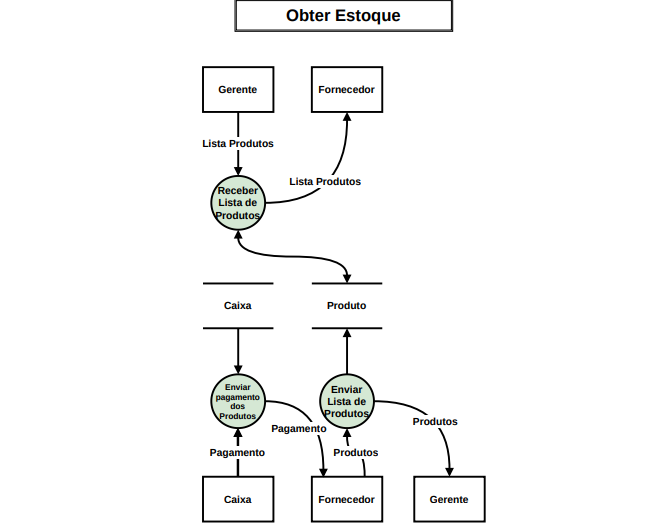 Obter Estoque
Gerente
Fornecedor
Lista Produtos
Lista Produtos
Receber
Lista de
Produtos
Caixa
Produto
Enviar
pagamento
dos
Produtos
Enviar
Lista de
Produtos
Pagamento
Produtos
Pagamento
Produtos
Caixa
Fornecedor
Gerente